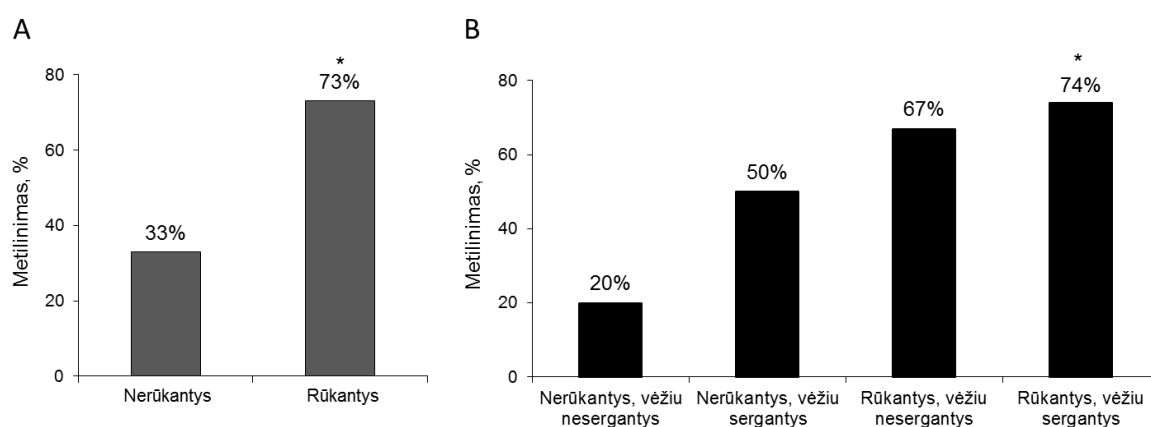 A
Metilinimas, %
80
60
40
20
0
33%
*
73%
Nerūkantys
Rūkantys
B
Metilinimas, %
80
60
40
20
0
20%
50%
67%
*
74%
Nerūkantys, vėžiu
nesergantys
Nerūkantys, vėžiu
sergantys
Rūkantys, vėžiu
nesergantys
Rūkantys, vėžiu
sergantys